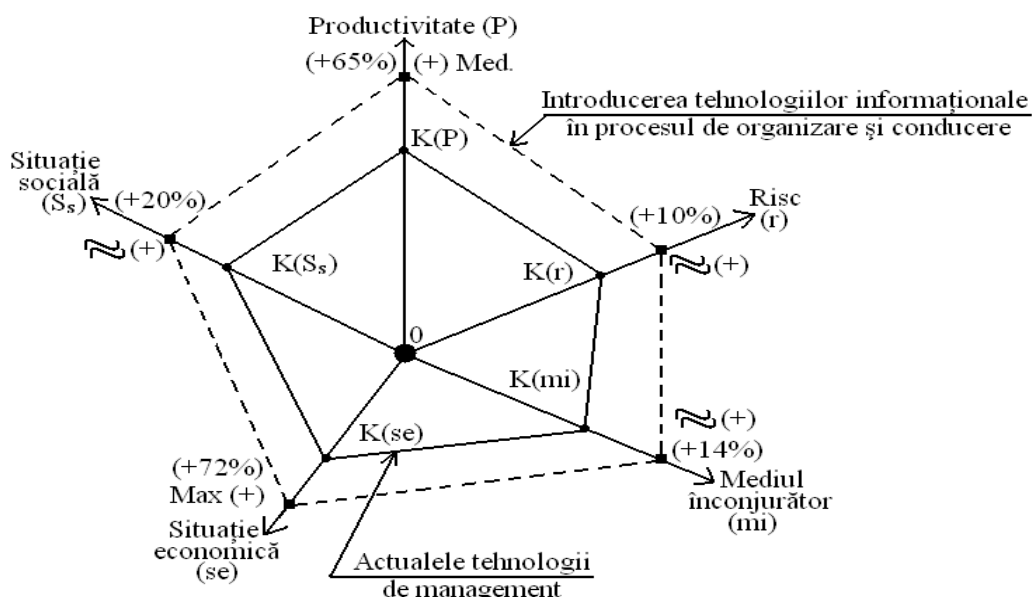 Productivitate (P)
(+65%) (+) Med.
Introducerea tehnologiilor informaționale
în procesul de organizare şi conducere
K(P)
Situație
socială
(Ss)
(+20%)
(+)
K(Ss)
Risc
(r)
(+10%)
(+)
K(r)
0
K(mi)
(+)
(+14%)
Mediul
înconjurător
(mi)
K(se)
(+72%)
Max (+)
Situație
economică
(se)
Actualele tehnologii
de management